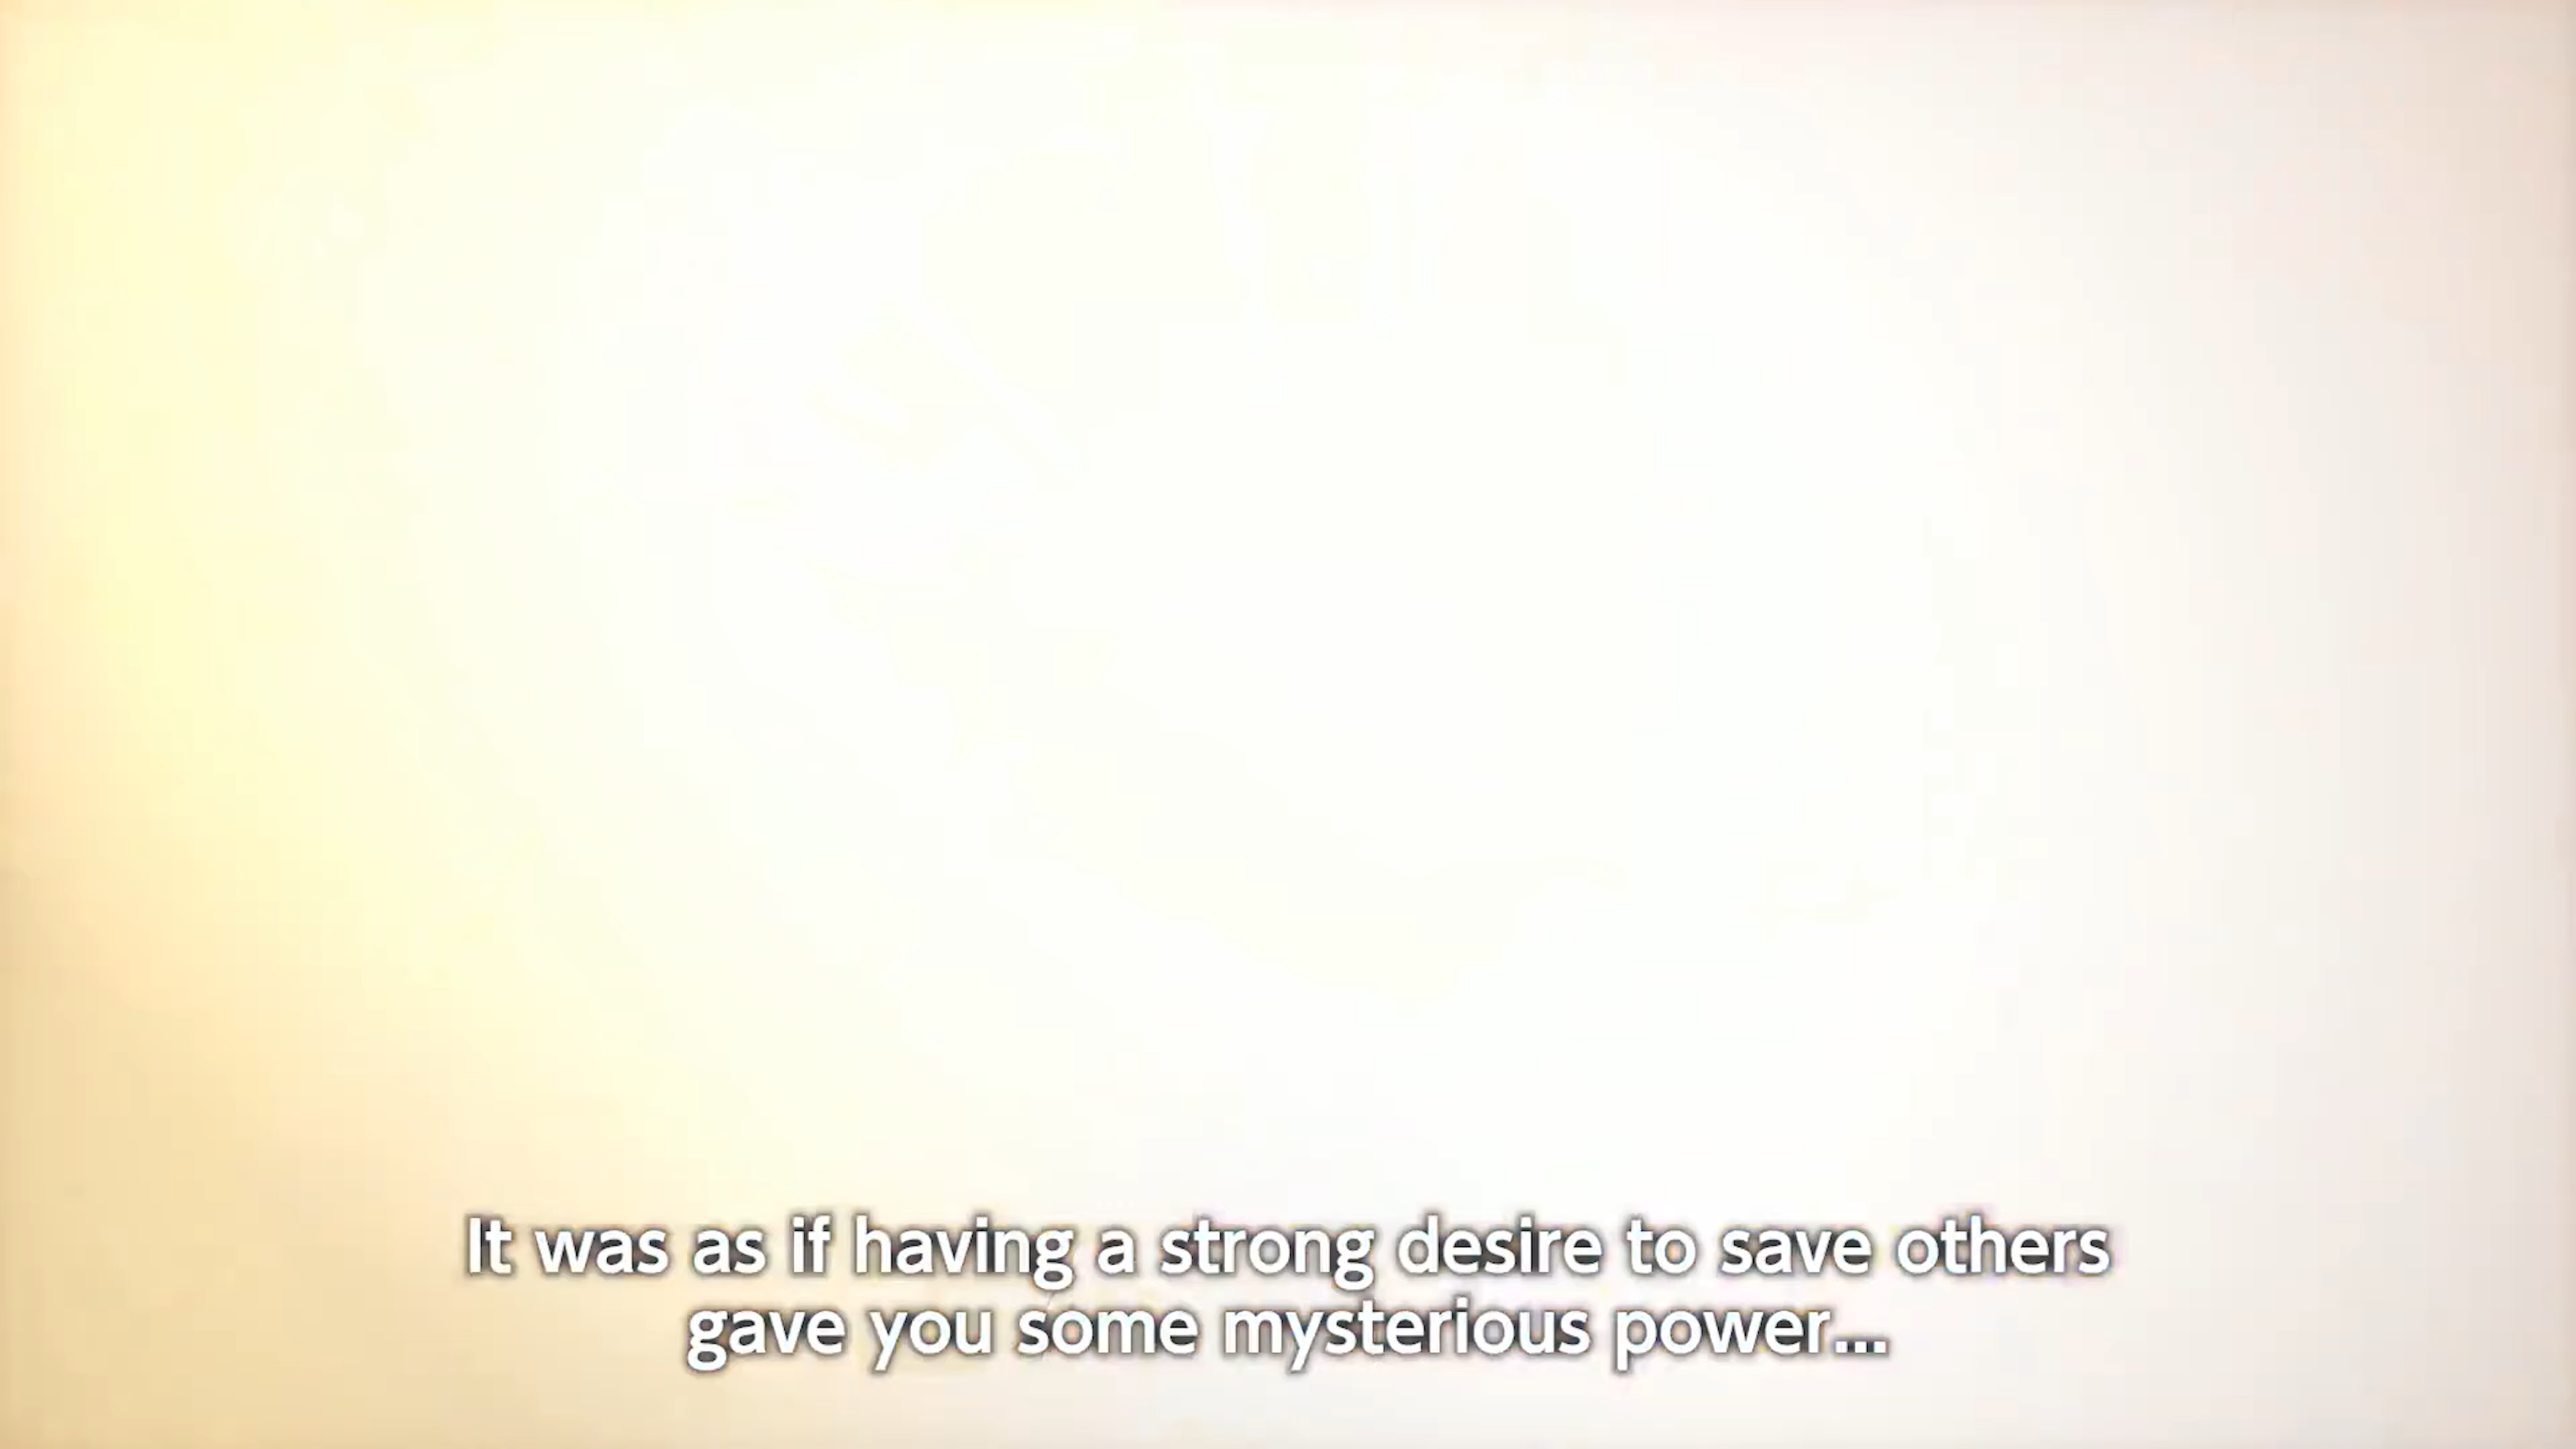 It was as if having a strong desire to save others
gave you some mysterious power...